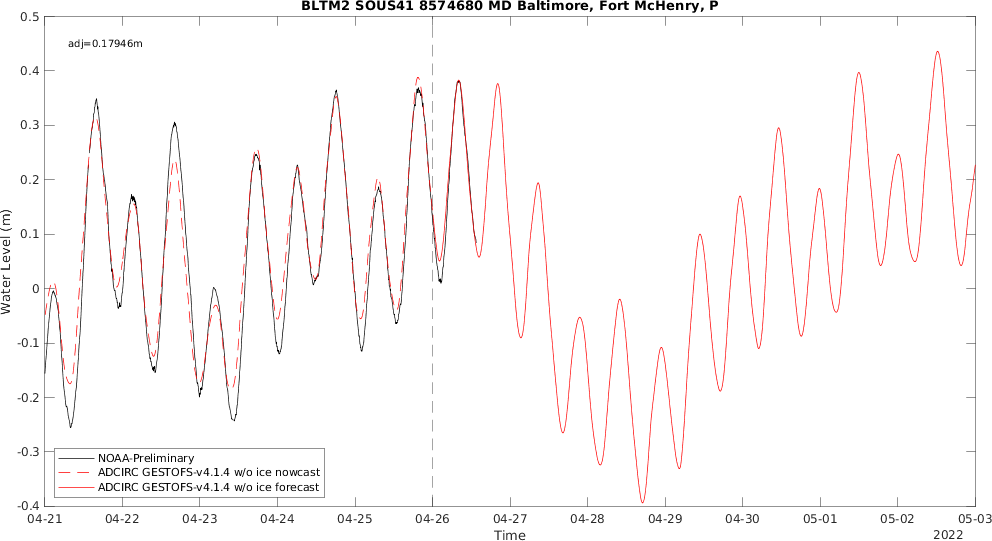 BLTM2 SOUS41 8574680 MD Baltimore, Fort McHenry, P
adj=0.17946m
0.5
0.4
0.3
0.2
0.1
0
-0.1
-0.2
-0.3
-0.4
Water Level (m)
NOAA-Preliminary
ADCIRC GESTOFS-v4.1.4 w/o ice nowcast
ADCIRC GESTOFS-v4.1.4 w/o ice forecast
04-21 04-22 04-23 04-24 04-25 04-26 04-27 04-28 04-29 04-30 05-01 05-02 05-03
Time
2022